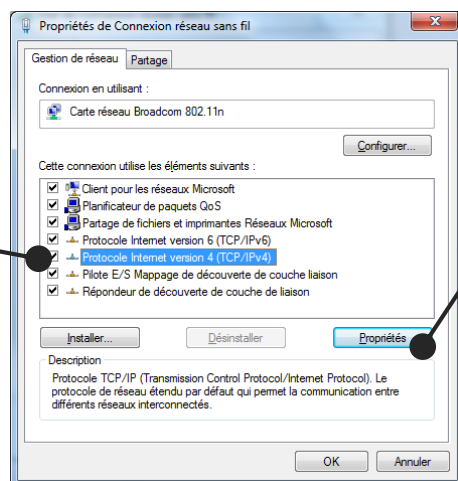 Propriétés de Connexion réseau sans fil
Gestion de réseau Partage
Connexion en utilisant :
Carte réseau Broadcom 802.11n
Configurer...
Cette connexion utilise les éléments suivants :
Client pour les réseaux Microsoft
Planificateur de paquets QoS
Partage de fichiers et imprimantes Réseaux Microsoft
Protocole Internet version 6 (TCP/IPv6)
Protocole Internet version 4 (TCP/IPv4)
Pilote E/S Mappage de découverte de couche liaison
Répondeur de découverte de couche de liaison
Installer... Désinstaller Propriétés
Description
Protocole TCP/IP (Transmission Control Protocol/Internet Protocol). Le
protocole de réseau étendu par défaut qui permet la communication entre
différents réseaux interconnectés.
OK Annuler